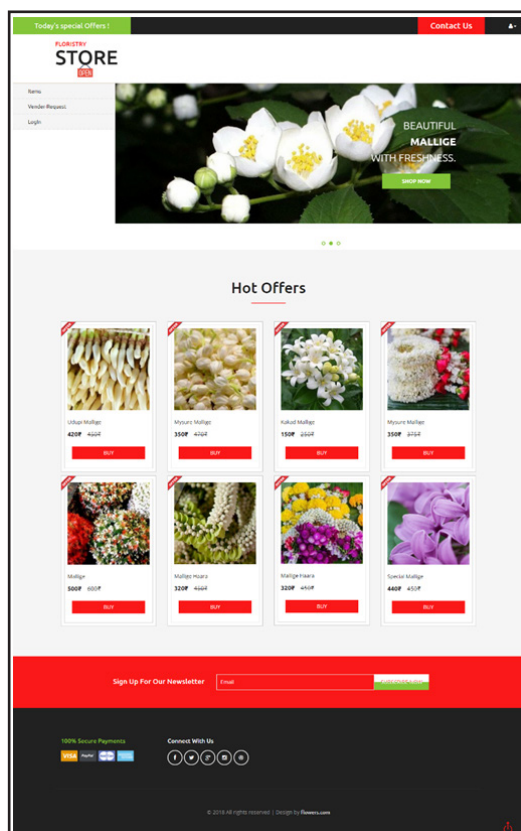 Today's special Offers !
Contact Us
FLORISTRY
STORE
OPEN
Items
Vender-Request
Login
BEAUTIFUL
MALLIGE
WITH FRESHNESS.
SHOP NOW
Hot Offers
Udupi Mallige
420₹ 450₹
BUY
Mysure Mallige
350₹ 470₹
BUY
Kakad Mallige
150₹ 250₹
BUY
Mysure Mallige
350₹ 375₹
BUY
Mallige
500₹ 600₹
BUY
Mallige Haara
320₹ 450₹
BUY
Mallige Haara
320₹ 450₹
BUY
Special Mallige
440₹ 450₹
BUY
Sign Up For Our Newsletter
Email
100% Secure Payments
VISA PayPal
Connect With Us
© 2018 All rights reserved | Design by flowers.com